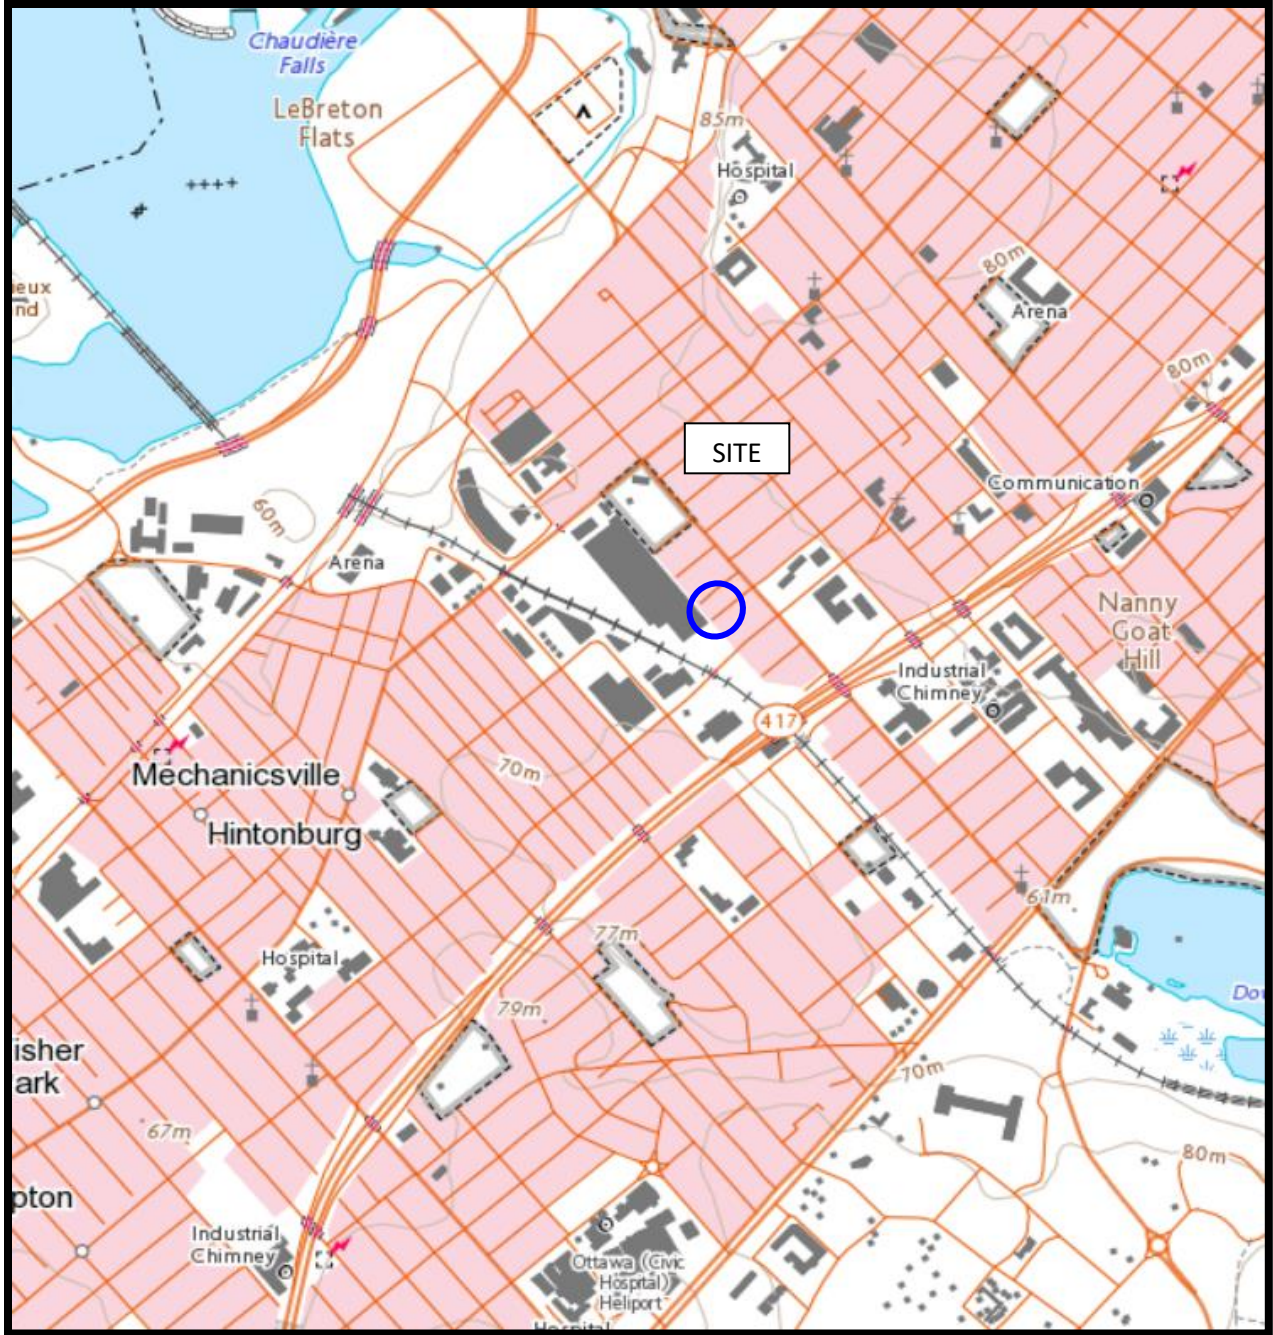 Chaudière
Falls
LeBreton
Flats
85m
Hospital
80m
Arena
ieux
nd
80m
SITE
Communication
60m
Arena
Nanny
Goat
Hill
Industrial
Chimney
417
70m
Mechanicsville
Hintonburg
61m
77m
Hospital
79m
Dov
isher
ark
70m
67m
80m
pton
Industrial
Chimney
Ottawa (Civic
Hospital)
Heliport
Hospital